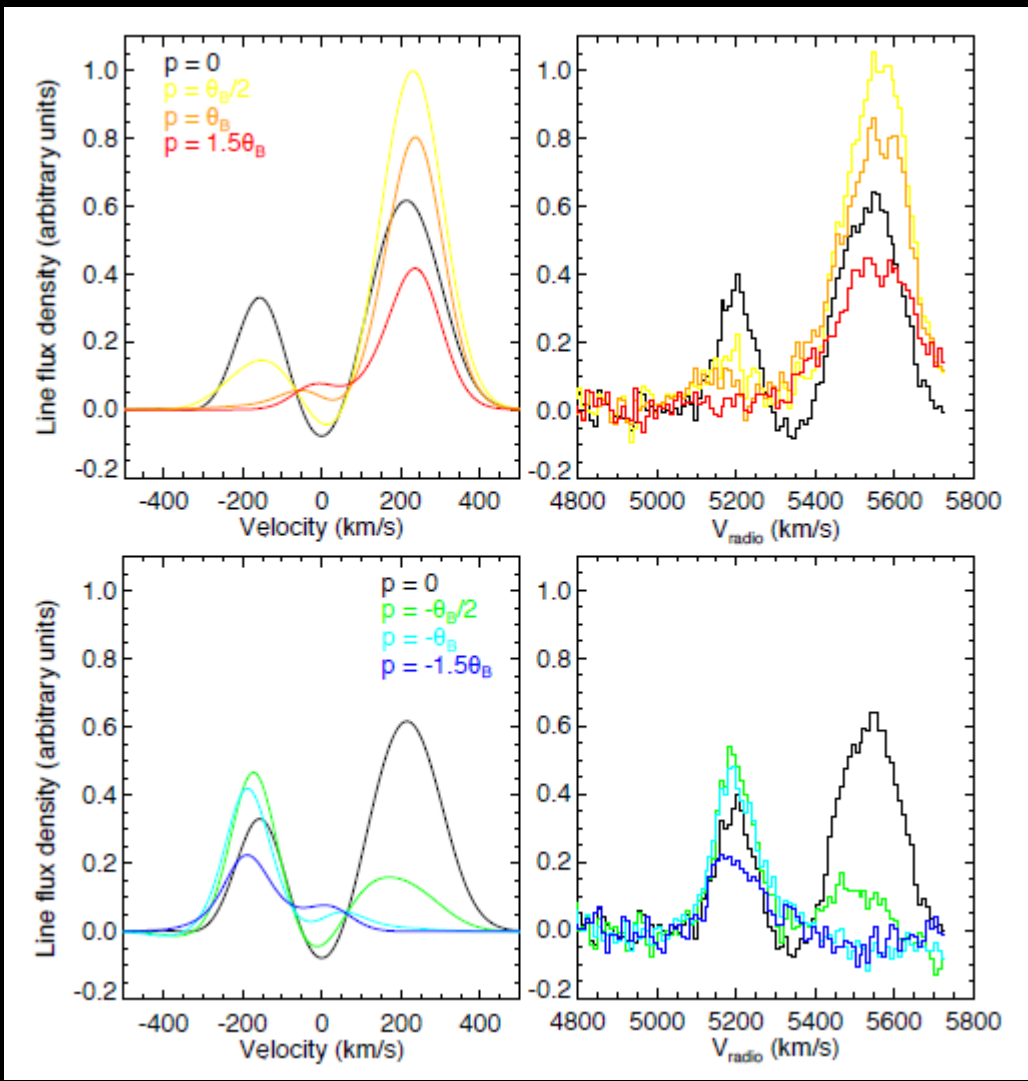 Line flux density (arbitrary units)
1.0
0.8
0.6
0.4
0.2
0.0
-0.2
p = 0
p = θB/2
p = θB
p = 1.5θB
-400 -200 0 200 400
Velocity (km/s)
1.0
0.8
0.6
0.4
0.2
0.0
-0.2
4800 5000 5200 5400 5600 5800
Vradio (km/s)
Line flux density (arbitrary units)
1.0
0.8
0.6
0.4
0.2
0.0
-0.2
p = 0
p = -θB/2
p = -θB
p = -1.5θB
-400 -200 0 200 400
Velocity (km/s)
1.0
0.8
0.6
0.4
0.2
0.0
-0.2
4800 5000 5200 5400 5600 5800
Vradio (km/s)